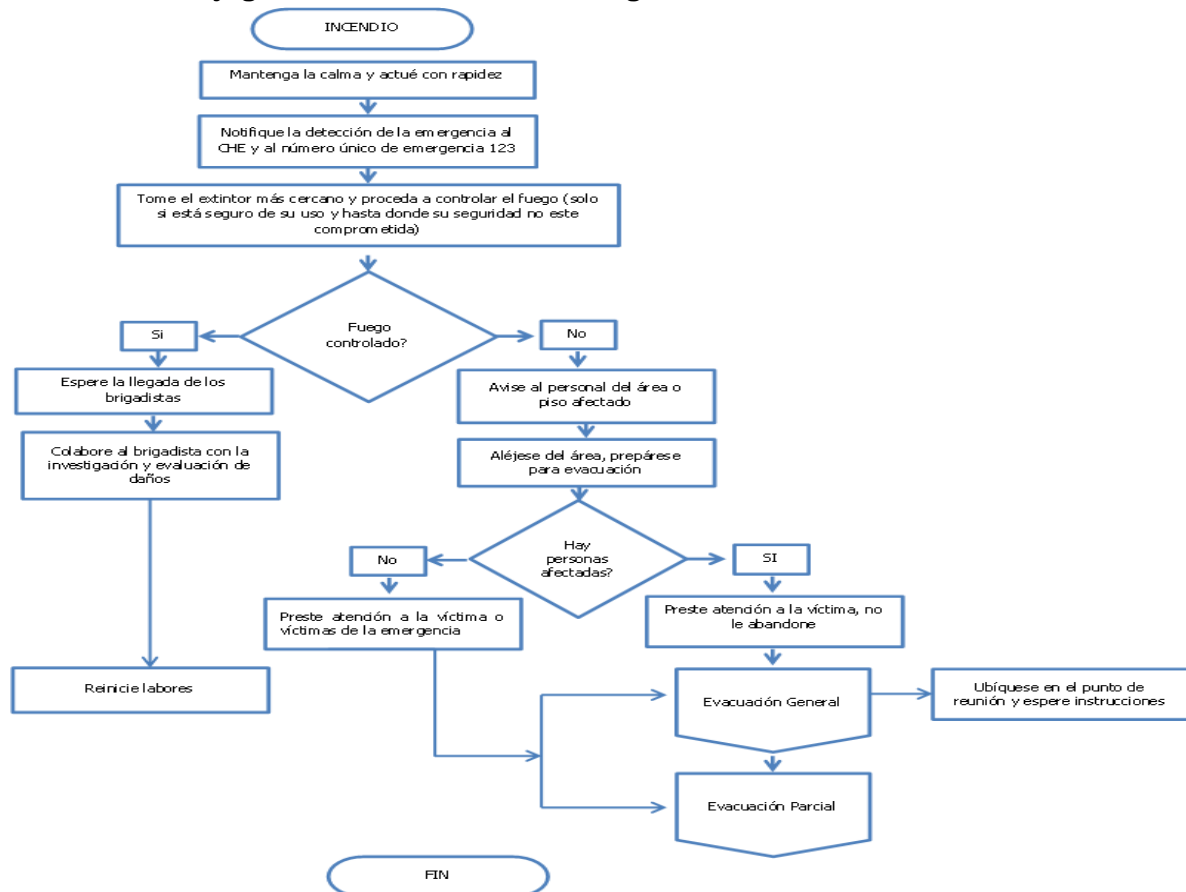 INCENDIO
Mantenga la calma y actué con rapidez
Notifique la detección de la emergencia al
CHE y al número único de emergencia 123
Tome el extintor más cercano y proceda a controlar el fuego (solo
si está seguro de su uso y hasta donde su seguridad no este
comprometida)
Fuego
controlado?
Si
No
Espere la llegada de los
brigadistas
Avise al personal del área o
piso afectado
Colabore al brigadista con la
investigación y evaluación de
daños
Aléjese del área, prepárese
para evacuación
Hay
personas
afectadas?
No
SI
Preste atención a la víctima o
víctimas de la emergencia
Preste atención a la víctima, no
le abandone
Reinicie labores
Evacuación General
Ubíquese en el punto de
reunión y espere instrucciones
Evacuación Parcial
FIN